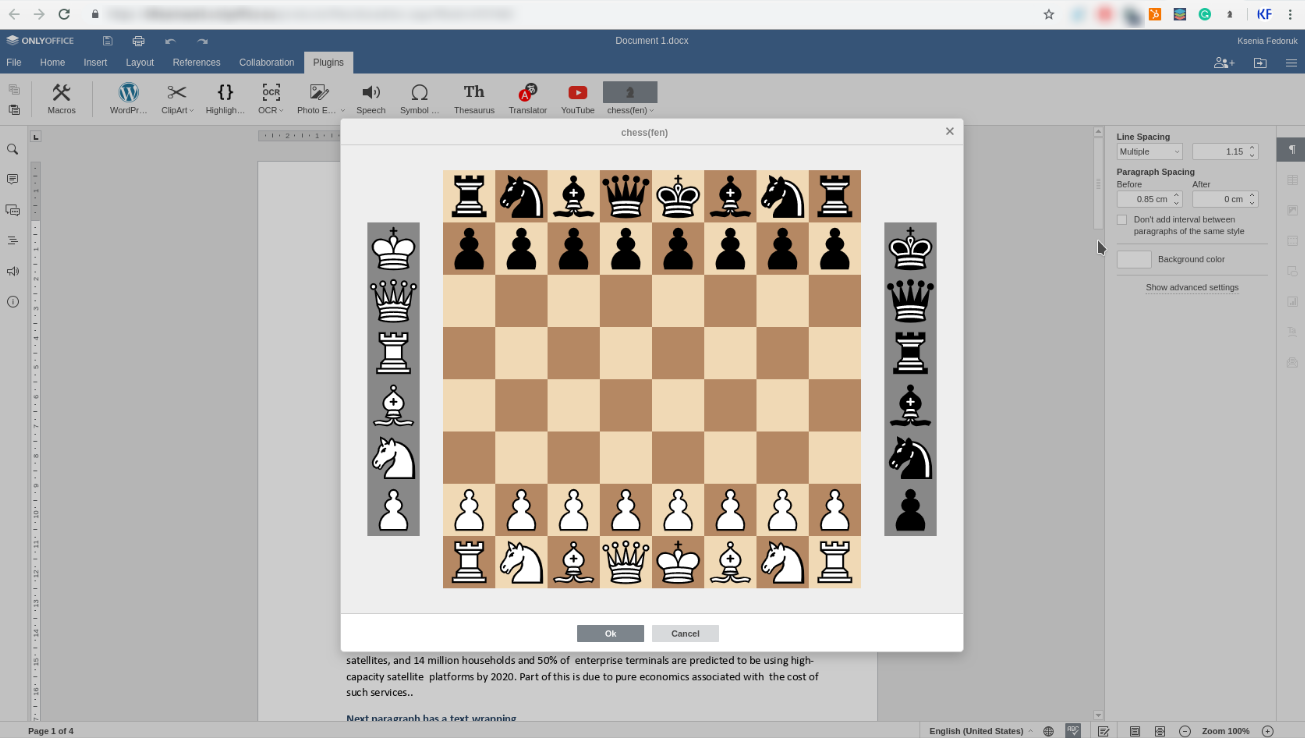 KF
ONLYOFFICE
Document 1.docx
Ksenia Fedoruk
File Home Insert Layout References Collaboration Plugins
Macros WordPr... ClipArt Highligh... OCR OCR Photo E... Speech Symbol ... Th Thesaurus Translator YouTube chess(fen)
chess(fen)
Line Spacing
Multiple 1.15
Paragraph Spacing
Before After
0.85 cm 0 cm
Don't add interval between
paragraphs of the same style
Background color
Show advanced settings
Ok Cancel
satellites, and 14 million households and 50% of enterprise terminals are predicted to be using high-
capacity satellite platforms by 2020. Part of this is due to pure economics associated with the cost of
such services..
Next paragraph has a text wrapping
Page 1 of 4
English (United States)
ABC
Zoom 100%